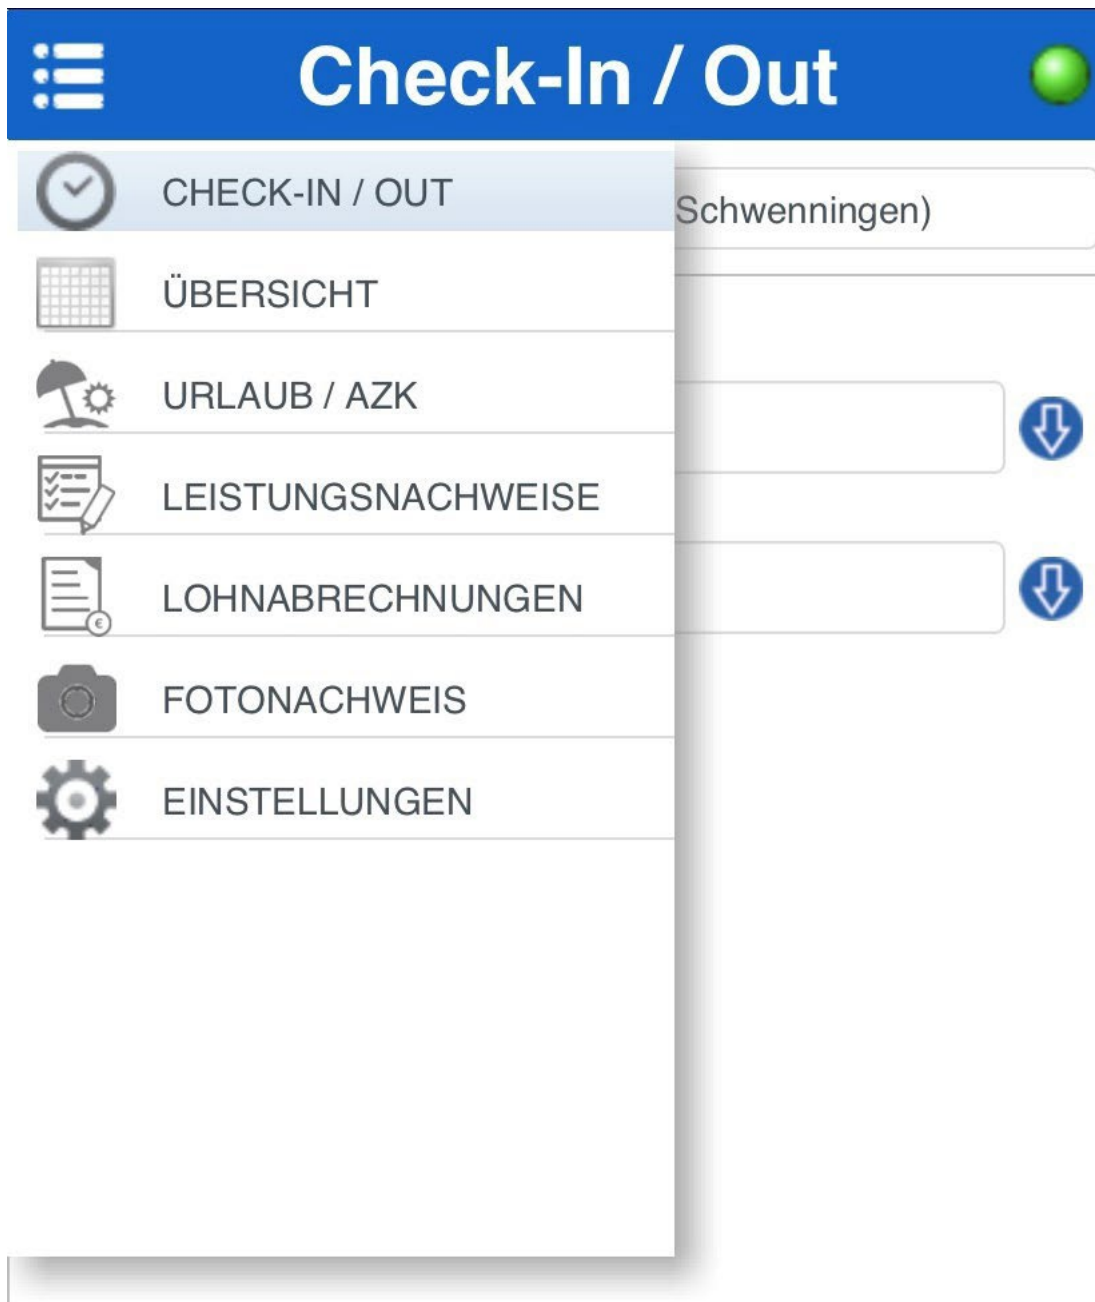 Check-In / Out
CHECK-IN / OUT
Schwenningen)
ÜBERSICHT
URLAUB / AZK
LEISTUNGSNACHWEISE
LOHNABRECHNUNGEN
FOTONACHWEIS
EINSTELLUNGEN